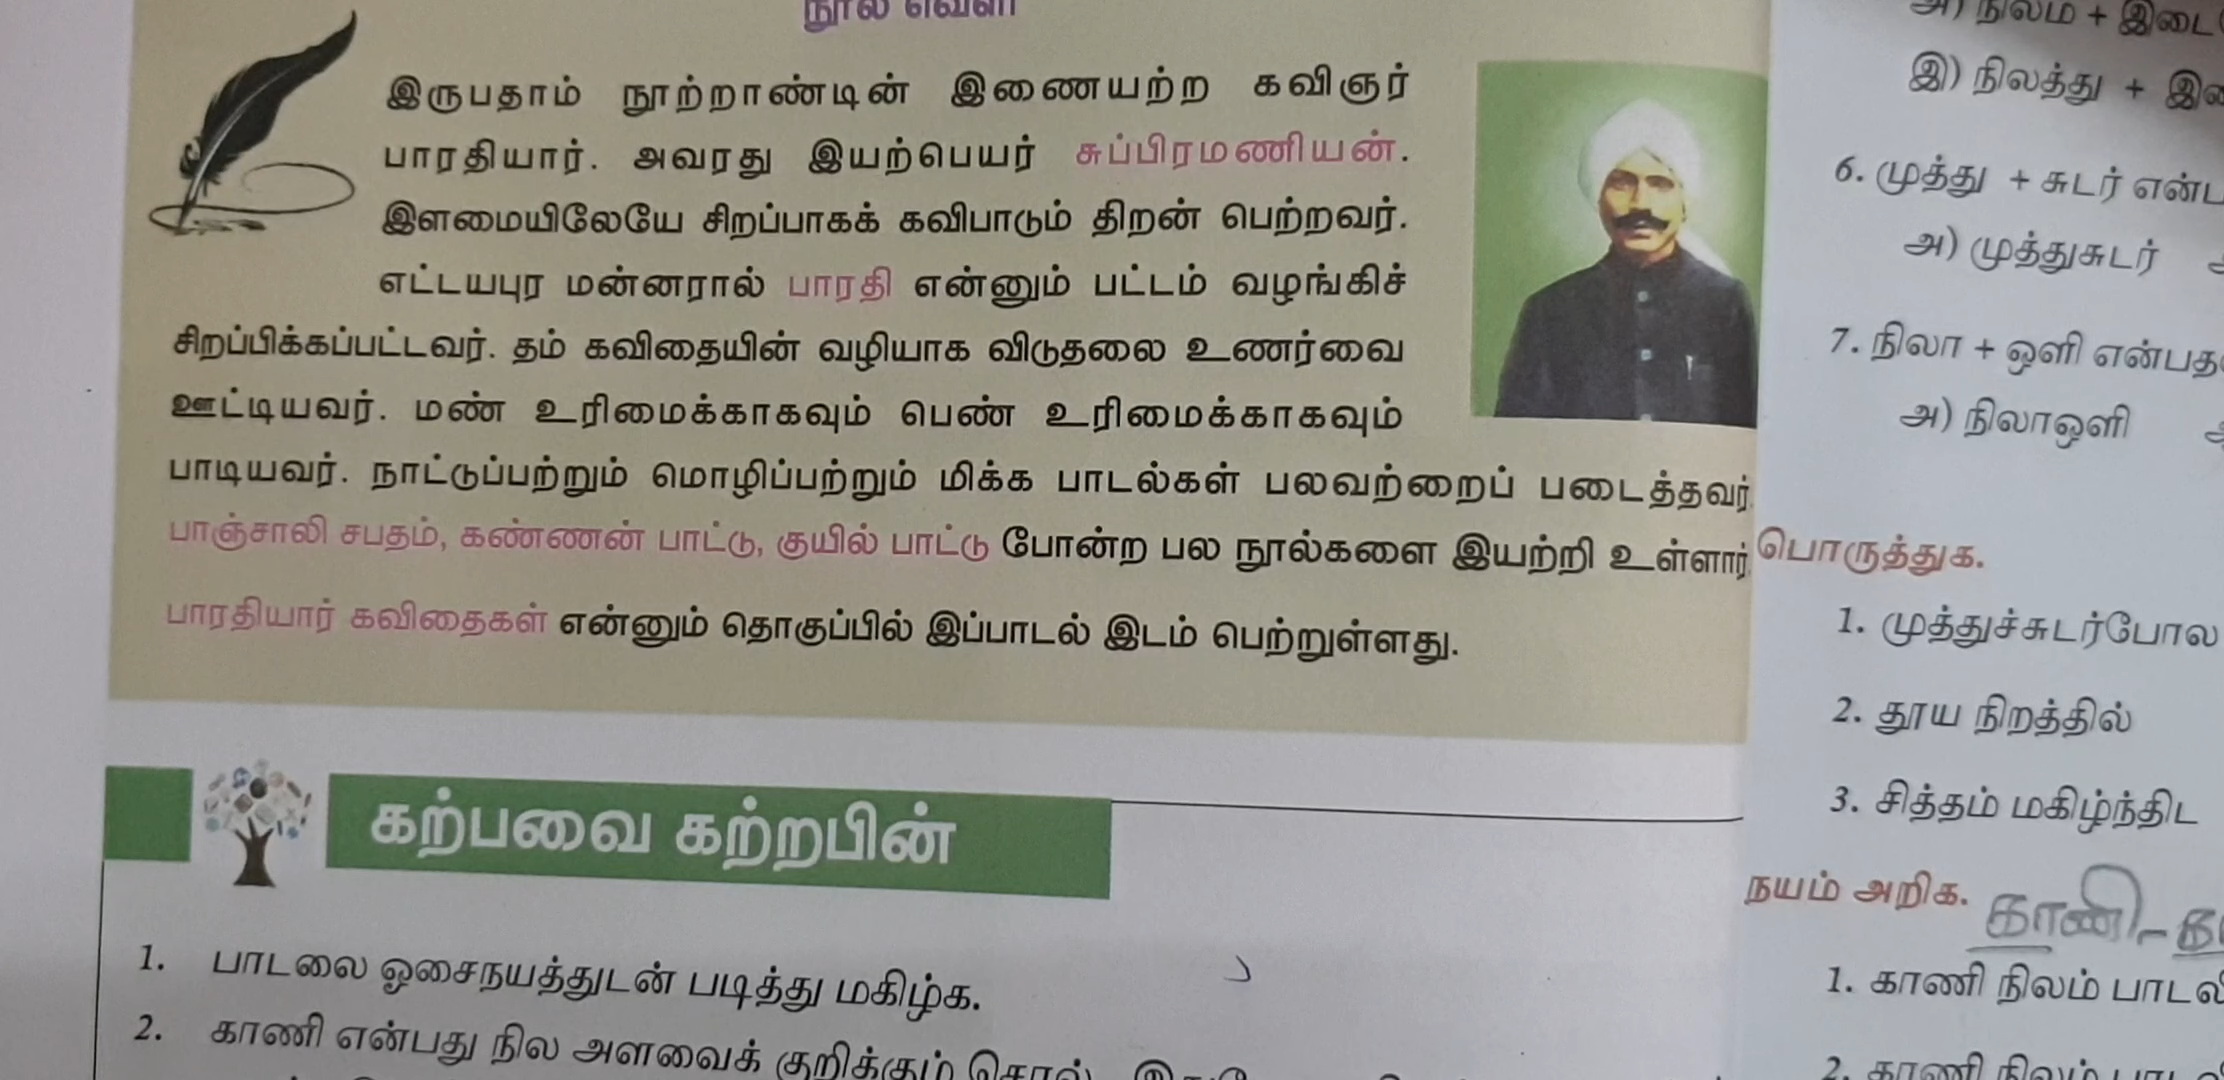 நூல் வெளி
இருபதாம் நூற்றாண்டின் இணையற்ற கவிஞர்
பாரதியார். அவரது இயற்பெயர் சுப்பிரமணியன்.
இளமையிலேயே சிறப்பாகக் கவிபாடும் திறன் பெற்றவர்.
எட்டயபுர மன்னரால் பாரதி என்னும் பட்டம் வழங்கிச்
சிறப்பிக்கப்பட்டவர். தம் கவிதையின் வழியாக விடுதலை உணர்வை
ஊட்டியவர். மண் உரிமைக்காகவும் பெண் உரிமைக்காகவும்
பாடியவர். நாட்டுப்பற்றும் மொழிப்பற்றும் மிக்க பாடல்கள் பலவற்றைப் படைத்தவர்.
பாஞ்சாலி சபதம், கண்ணன் பாட்டு, குயில் பாட்டு போன்ற பல நூல்களை இயற்றி உள்ளார்.
பாரதியார் கவிதைகள் என்னும் தொகுப்பில் இப்பாடல் இடம் பெற்றுள்ளது.
கற்பவை கற்றபின்
1. பாடலை ஓசைநயத்துடன் படித்து மகிழ்க.
2. காணி என்பது நில அளவைக் குறிக்கும் சொல்.
அ) நிலம் + இடை
இ) நிலத்து +
6. முத்து + சுடர்
அ) முத்துசுடர்
7. நிலா + ஒளி
அ) நிலாஒளி
பொருத்துக.
1. முத்துச்சுடர்போல
2. தூய நிறத்தில்
3. சித்தம் மகிழ்ந்திட
நயம் அறிக. காணி -
1. காணி நிலம்
2. காணி நிலம்